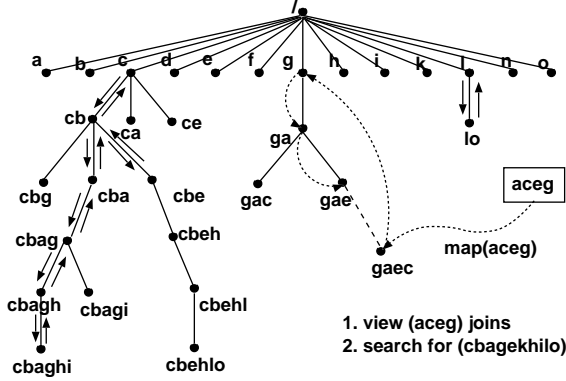 /
a b c d e f g h i k l n o
cb ca ce ga lo
cbg cba cbe gac gae aceg
cbag cbeh map(aceg)
gaec
cbagh cbagi cbehl
1. view (aceg) joins
2. search for (cbagekhilo)
cbaghi cbehlo